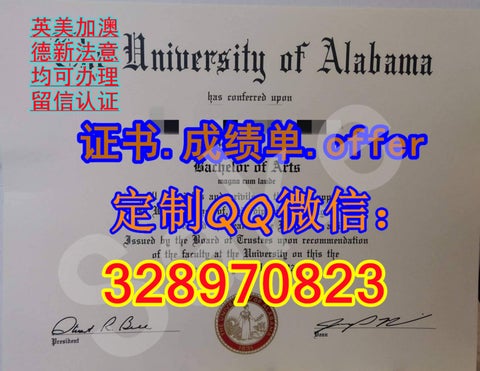 英美加澳
德新法意
均可办理
留信认证
University of Alabama
has conferred upon
证书.成绩单.offer
Bachelor of Arts
magna cum laude
定制QQ微信:
Issued by the Board of Trustees upon recommendation
of the faculty at the University on this the
328970823
President
Dean